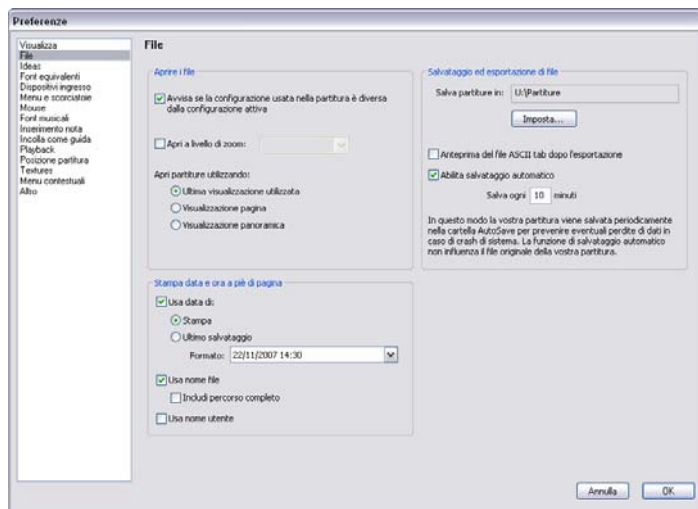 Preferenze
Visualizza
File
Ideas
Font equivalenti
Dispositivi ingresso
Menu e scorciatoie
Mouse
Font musicali
Inserimento nota
Incolla come guida
Playback
Posizione partitura
Textures
Menu contestuali
Altro
File
Aprire i file
Avvisa se la configurazione usata nella partitura è diversa
dalla configurazione attiva
Apri a livello di zoom:
Apri partiture utilizzando:
Ultima visualizzazione utilizzata
Visualizzazione pagina
Visualizzazione panoramica
Stampa data e ora a piè di pagina
Usa data di:
Stampa
Ultimo salvataggio
Formato: 22/11/2007 14:30
Usa nome file
Includi percorso completo
Usa nome utente
Salvataggio ed esportazione di file
Salva partiture in: U:\Partiture
Imposta...
Anteprima del file ASCII tab dopo l'esportazione
Abilita salvataggio automatico
Salva ogni 10 minuti
In questo modo la vostra partitura viene salvata periodicamente
nella cartella AutoSave per prevenire eventuali perdite di dati in
caso di crash di sistema. La funzione di salvataggio automatico
non influenza il file originale della vostra partitura.
Annulla
OK